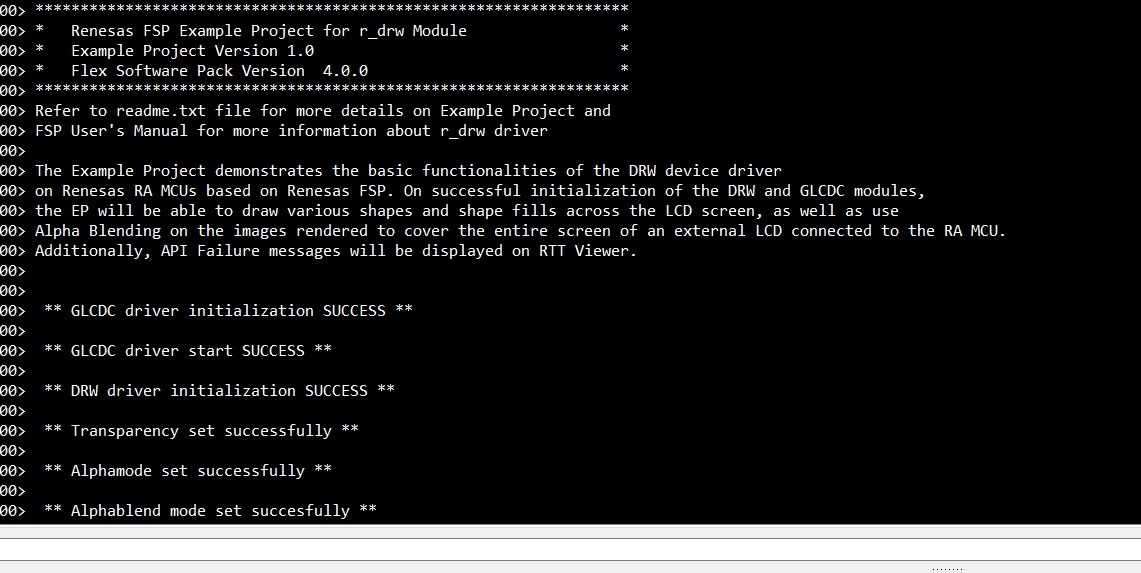 00> ******************************************************************
00> *   Renesas FSP Example Project for r_drw Module                 *
00> *   Example Project Version 1.0                                  *
00> *   Flex Software Pack Version  4.0.0                            *
00> ******************************************************************
00> Refer to readme.txt file for more details on Example Project and
00> FSP User's Manual for more information about r_drw driver
00>
00> The Example Project demonstrates the basic functionalities of the DRW device driver
00> on Renesas RA MCUs based on Renesas FSP. On successful initialization of the DRW and GLCDC modules,
00> the EP will be able to draw various shapes and shape fills across the LCD screen, as well as use
00> Alpha Blending on the images rendered to cover the entire screen of an external LCD connected to the RA MCU.
00> Additionally, API Failure messages will be displayed on RTT Viewer.
00>
00>
00>  ** GLCDC driver initialization SUCCESS **
00>
00>  ** GLCDC driver start SUCCESS **
00>
00>  ** DRW driver initialization SUCCESS **
00>
00>  ** Transparency set successfully **
00>
00>  ** Alphamode set successfully **
00>
00>  ** Alphablend mode set succesfully **